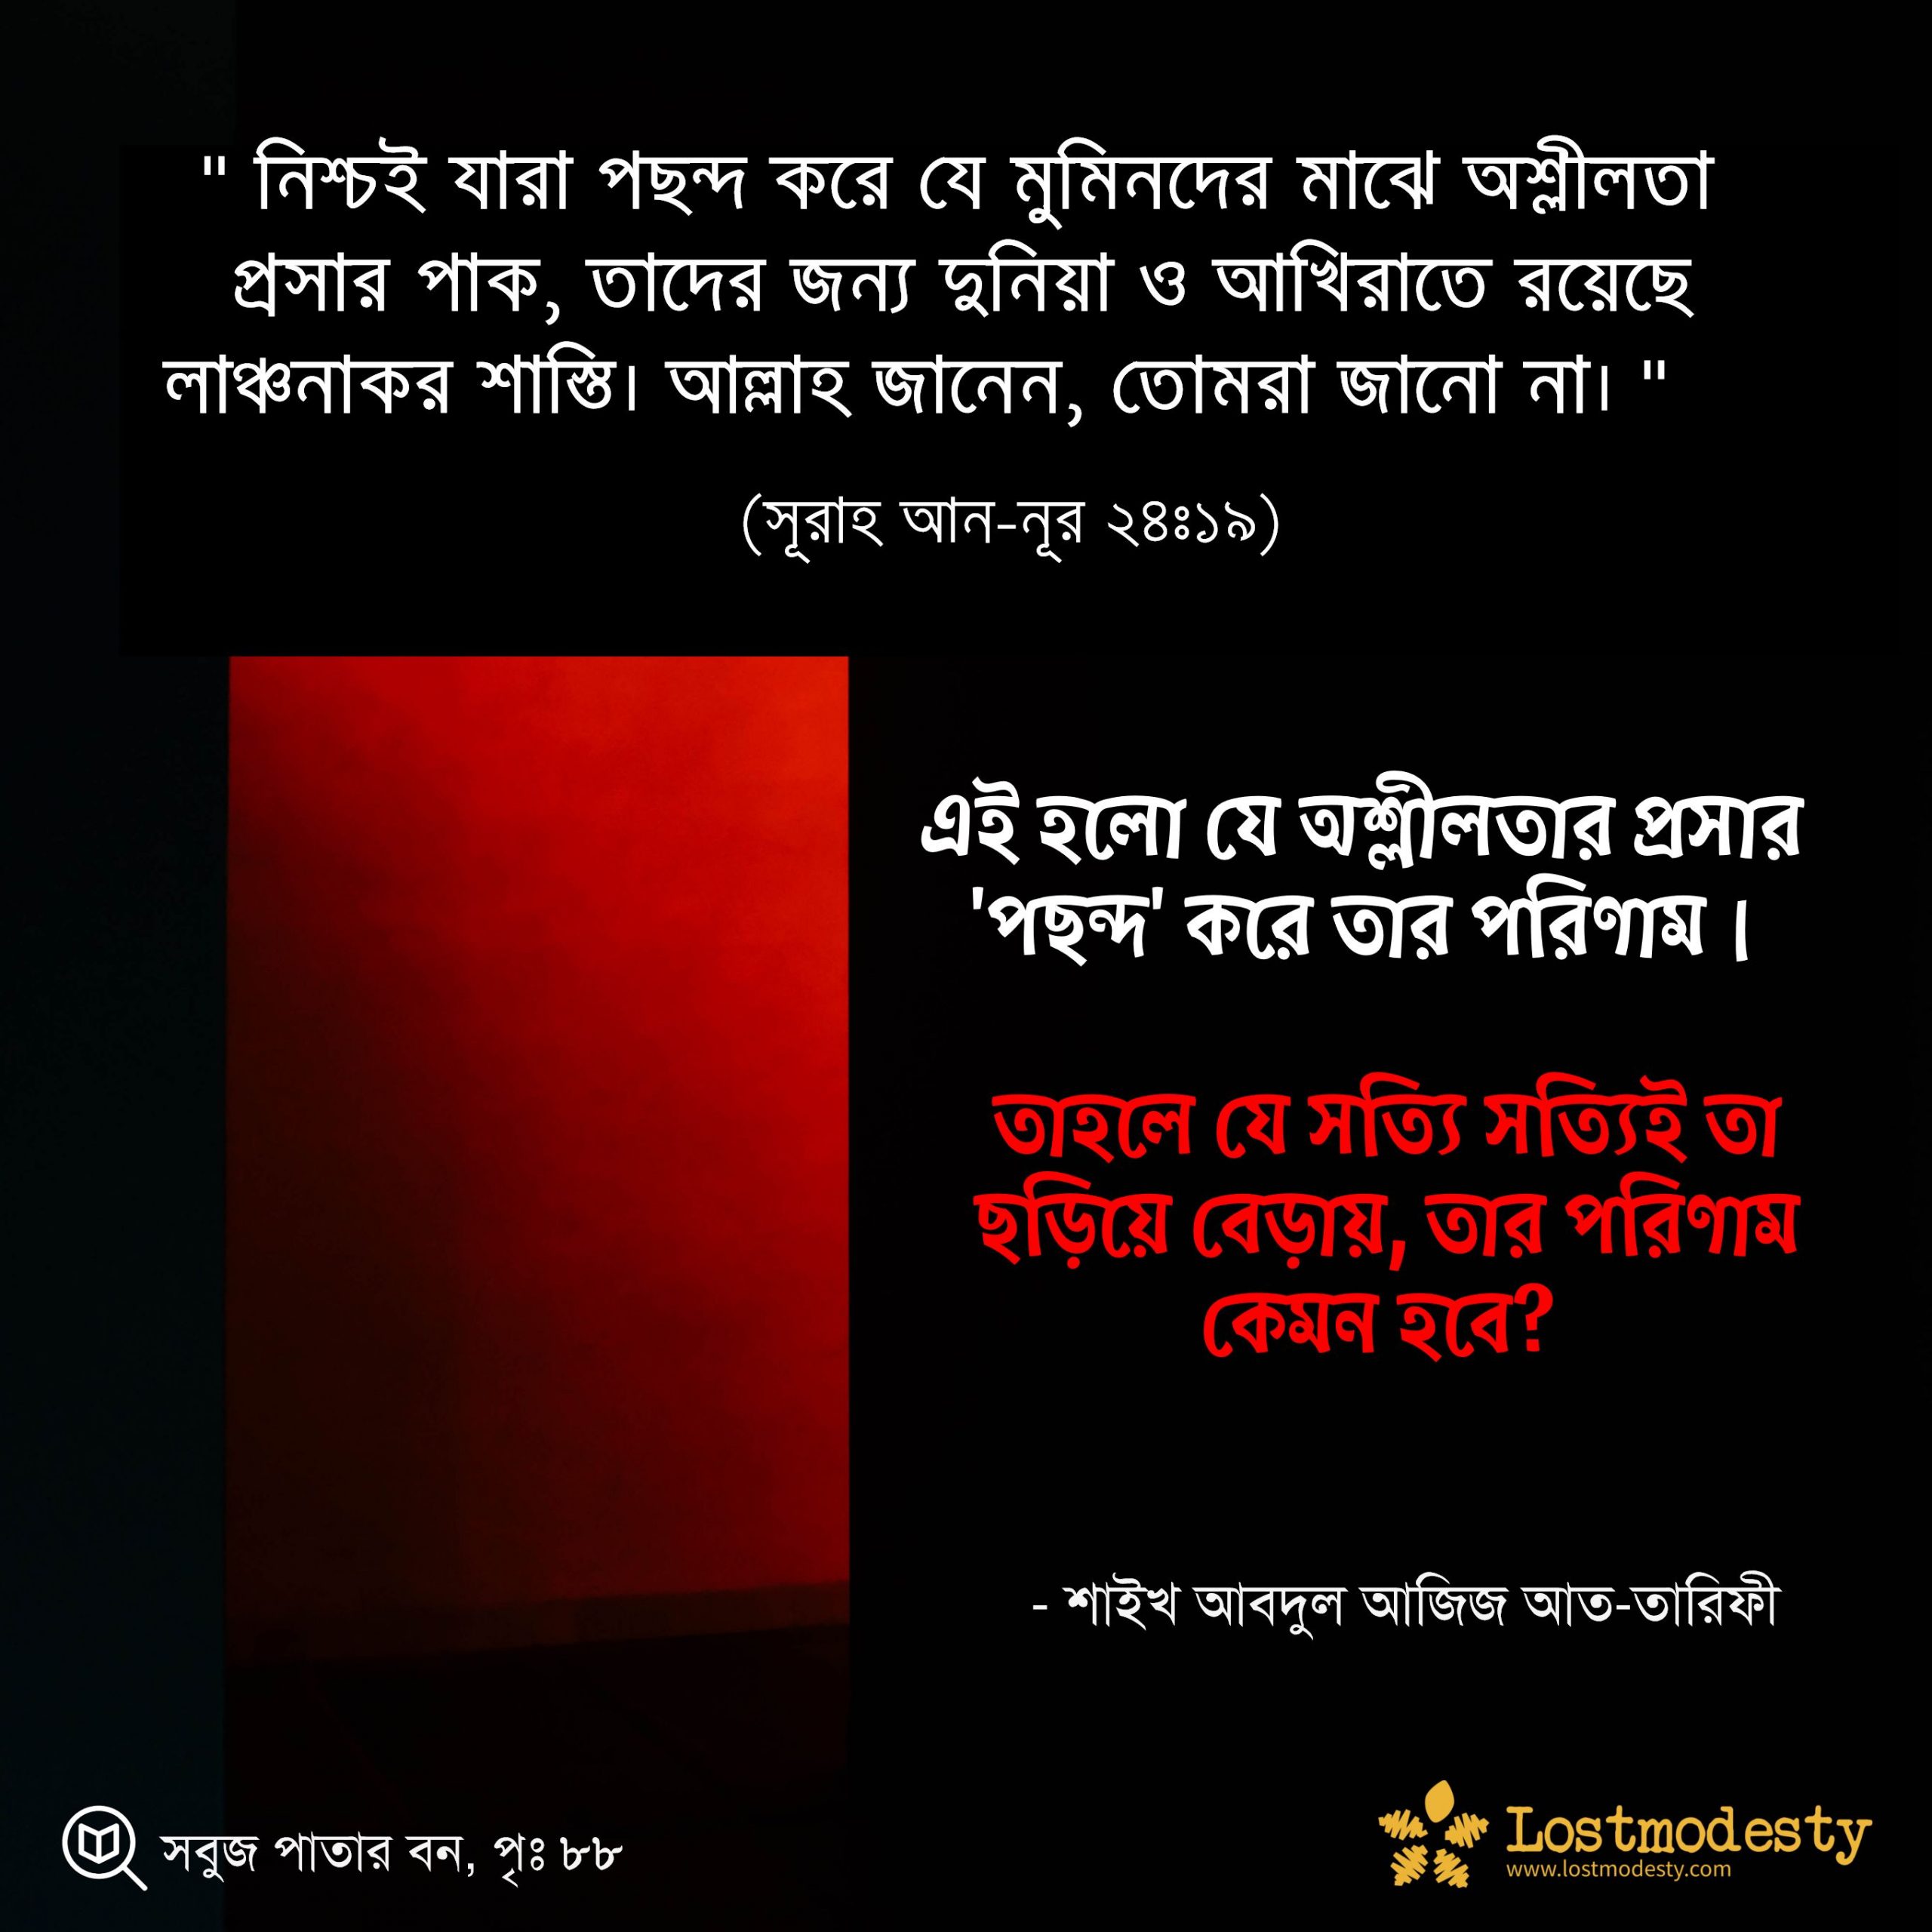 " নিশ্চই যারা পছন্দ করে যে মুমিনদের মাঝে অশ্লীলতা
প্রসার পাক, তাদের জন্য দুনিয়া ও আখিরাতে রয়েছে
লাঞ্চনাকর শাস্তি। আল্লাহ জানেন, তোমরা জানো না। "
(সূরাহ আন-নূর ২৪ঃ১৯)
এই হলো যে অশ্লীলতার প্রসার
'পছন্দ' করে তার পরিণাম ।
তাহলে যে সত্যি সত্যিই তা
ছড়িয়ে বেড়ায়, তার পরিণাম
কেমন হবে?
- শাইখ আবদুল আজিজ আত-তারিফী
সবুজ পাতার বন, পৃঃ ৮৮
Lostmodesty
www.lostmodesty.com